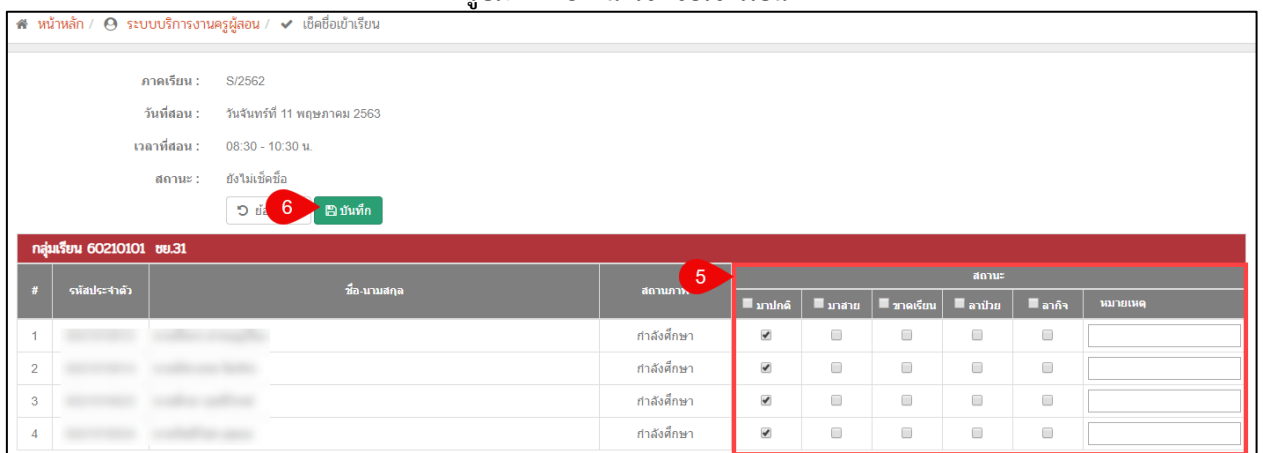 หน้าหลัก / ระบบบริการงานครูผู้สอน / เช็คชื่อเข้าเรียน
ภาคเรียน : S/2562
วันที่สอน : วันจันทร์ที่ 11 พฤษภาคม 2563
เวลาที่สอน : 08:30 - 10:30 น.
สถานะ : ยังไม่เช็คชื่อ
6 บันทึก
กลุ่มเรียน 60210101 ชย.31
5 สถานะ
# รหัสประจำตัว ชื่อ-นามสกุล
มาปกติ มาสาย ขาดเรียน ลาป่วย ลากิจ หมายเหตุ
1 กำลังศึกษา
2 กำลังศึกษา
3 กำลังศึกษา
4 กำลังศึกษา